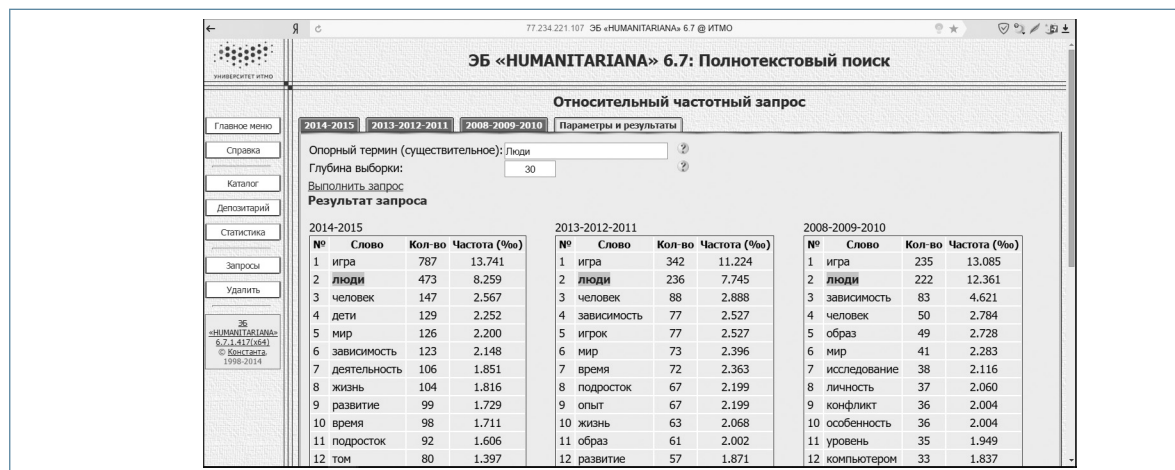 Я 77.234.221.107 ЭБ «HUMANITARIANA» 6.7 @ ИТМО
УНИВЕРСИТЕТ ИТМО
ЭБ «HUMANITARIANA» 6.7: Полнотекстовый поиск
Относительный частотный запрос
Главное меню
Справка
Каталог
Депозитарий
Статистика
Запросы
Удалить
ЭБ
«HUMANITARIANA»
6.7.1.417(x64)
© Константа,
1998-2014
2014-2015 2013-2012-2011 2008-2009-2010 Параметры и результаты
Опорный термин (существительное): Люди ?
Глубина выборки: 30 ?
Выполнить запрос
Результат запроса
2014-2015
№ Слово Кол-во Частота (‰)
1 игра 787 13.741
2 люди 473 8.259
3 человек 147 2.567
4 дети 129 2.252
5 мир 126 2.200
6 зависимость 123 2.148
7 деятельность 106 1.851
8 жизнь 104 1.816
9 развитие 99 1.729
10 время 98 1.711
11 подросток 92 1.606
12 том 80 1.397
2013-2012-2011
№ Слово Кол-во Частота (‰)
1 игра 342 11.224
2 люди 236 7.745
3 человек 88 2.888
4 зависимость 77 2.527
5 игрок 77 2.527
6 мир 73 2.396
7 время 72 2.363
8 подросток 67 2.199
9 опыт 67 2.199
10 жизнь 63 2.068
11 образ 61 2.002
12 развитие 57 1.871
2008-2009-2010
№ Слово Кол-во Частота (‰)
1 игра 235 13.085
2 люди 222 12.361
3 зависимость 83 4.621
4 человек 50 2.784
5 образ 49 2.728
6 мир 41 2.283
7 исследование 38 2.116
8 личность 37 2.060
9 конфликт 36 2.004
10 особенность 36 2.004
11 уровень 35 1.949
12 компьютером 33 1.837